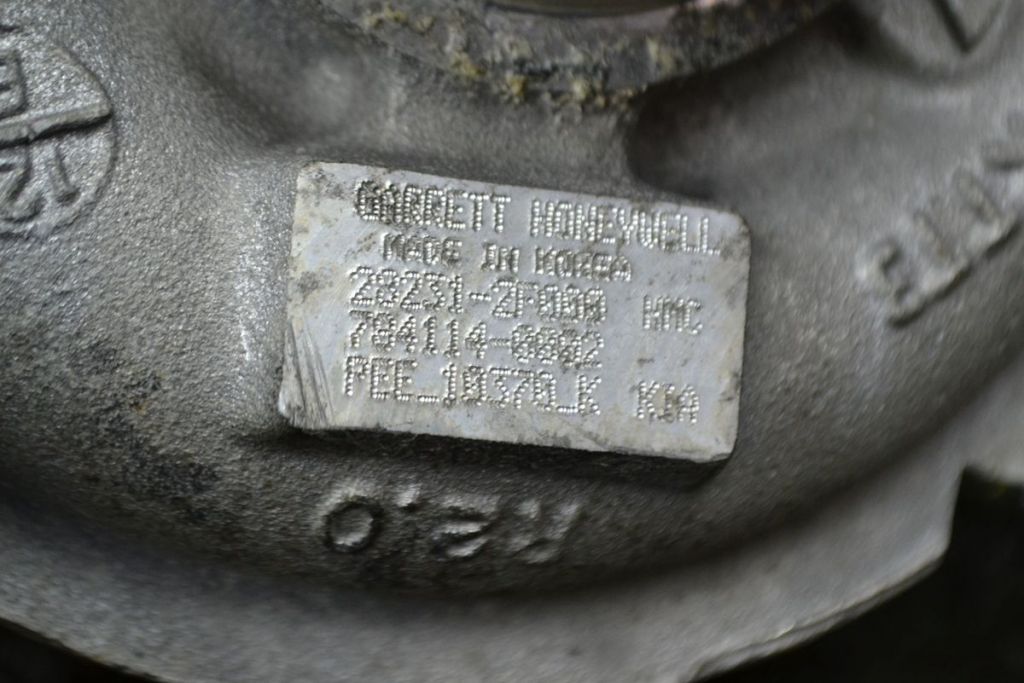 GARRETT HONEYWELL
MADE IN KOREA
28231-2F000 HMC
784114-0002
PEE_10370_K KIA
R2.0